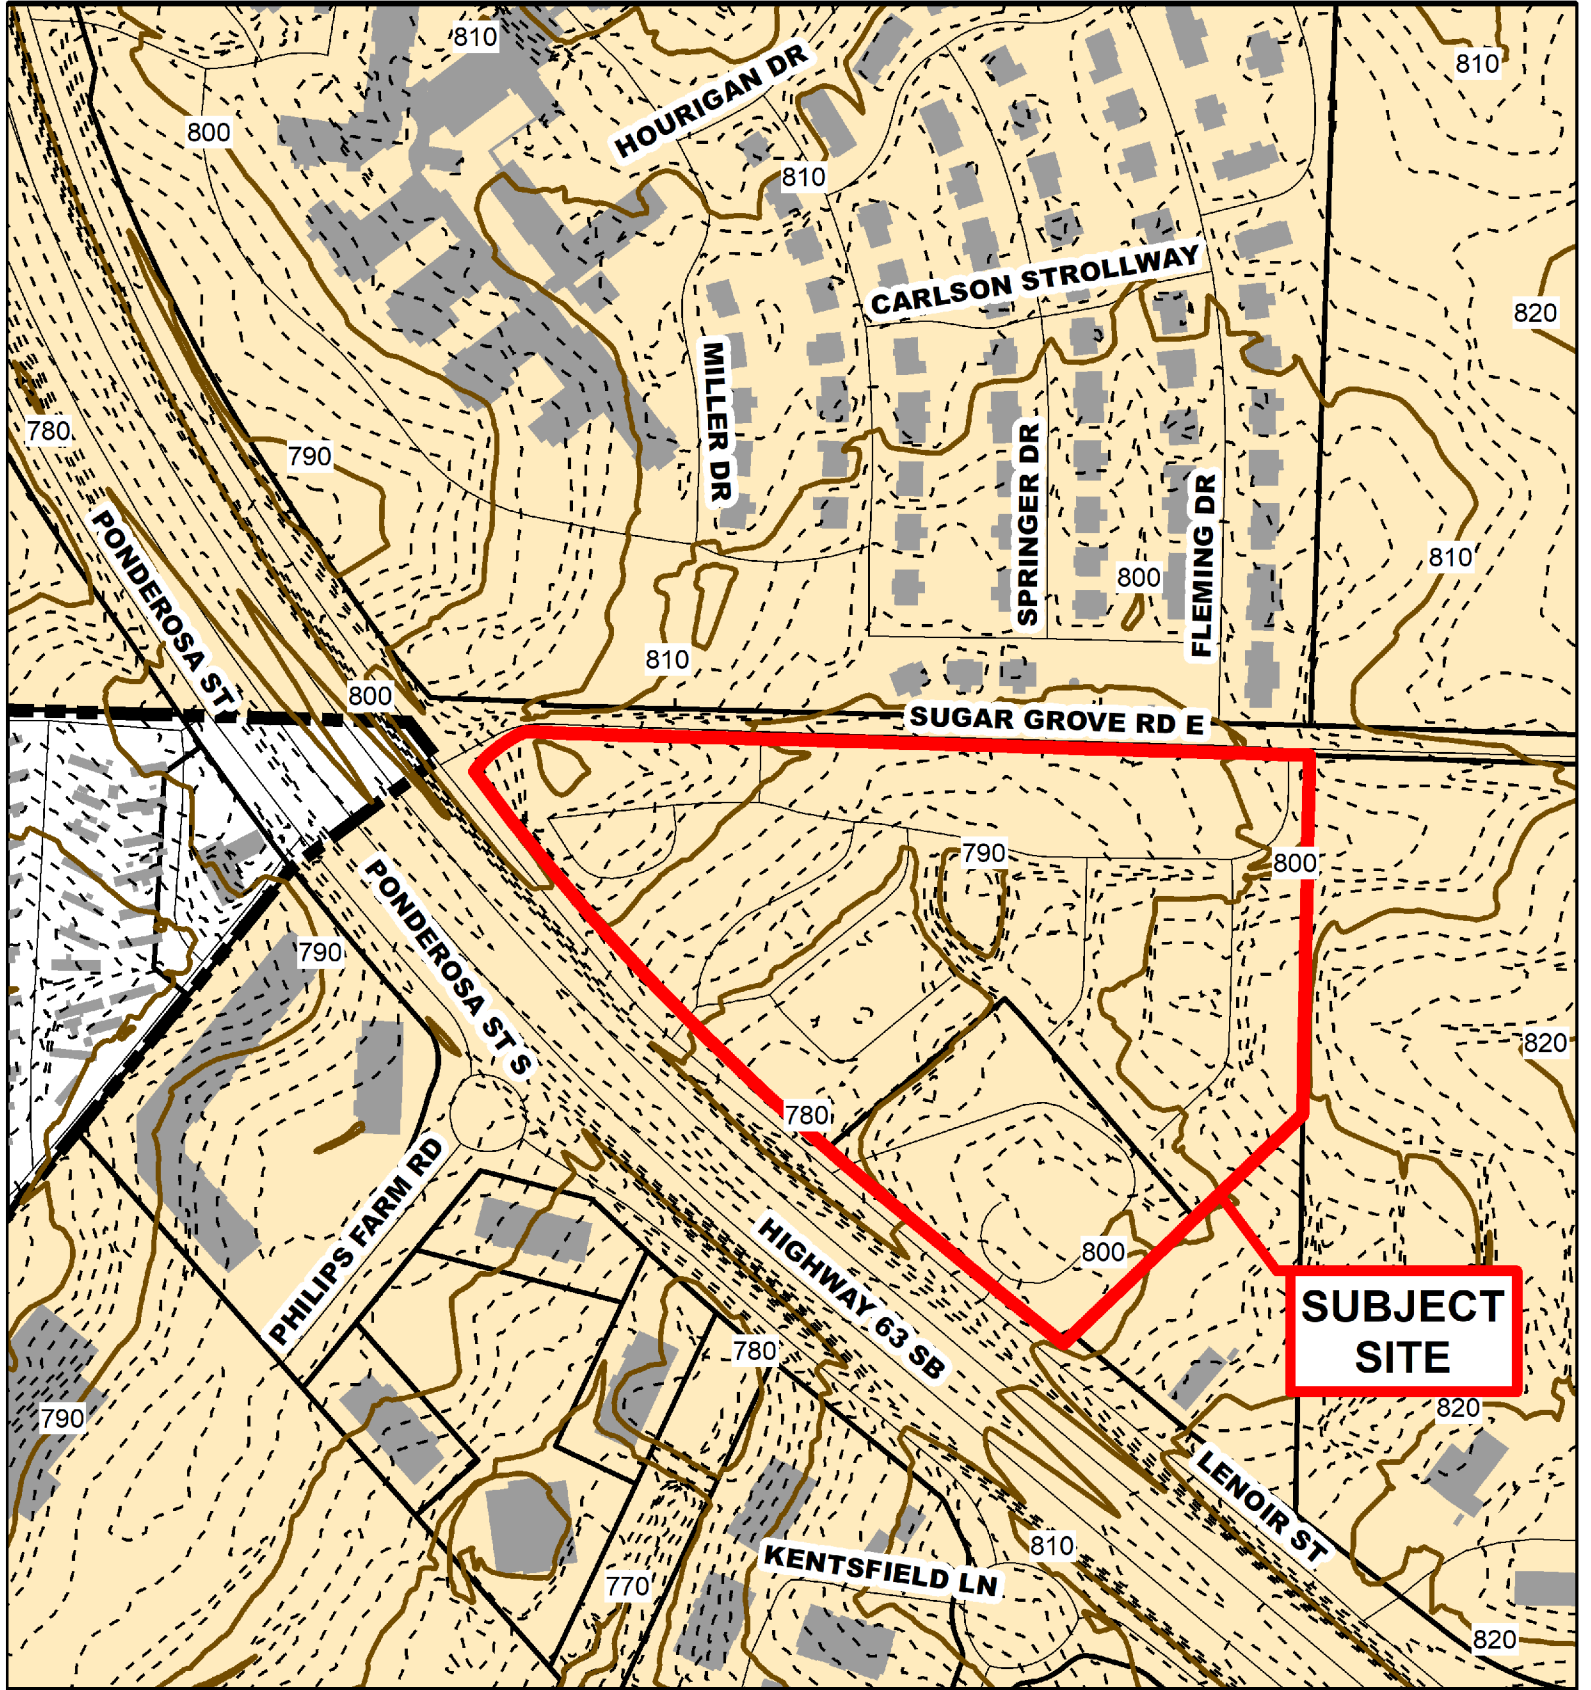 810
HOURIGAN DR
810
800
810
CARLSON STROLLWAY
820
MILLER DR
780
790
SPRINGER DR
FLEMING DR
PONDEROSA ST
810
800
810
800
SUGAR GROVE RD E
790
800
PONDEROSA ST S
790
820
780
PHILIPS FARM RD
HIGHWAY 63 SB
800
SUBJECT
SITE
780
790
820
LENOIR ST
810
KENTSFIELD LN
770
820